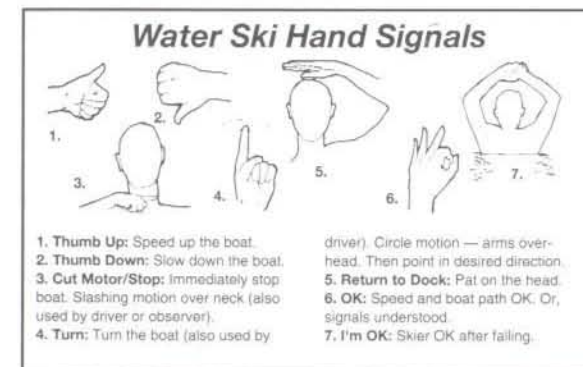 Water Ski Hand Signals
1.
2.
3.
4.
5.
6.
7.
1. Thumb Up: Speed up the boat.
2. Thumb Down: Slow down the boat.
3. Cut Motor/Stop: Immediately stop
boat. Slashing motion over neck (also
used by driver or observer).
4. Turn: Turn the boat (also used by
driver). Circle motion — arms over-
head. Then point in desired direction.
5. Return to Dock: Pat on the head.
6. OK: Speed and boat path OK. Or,
signals understood.
7. I'm OK: Skier OK after falling.